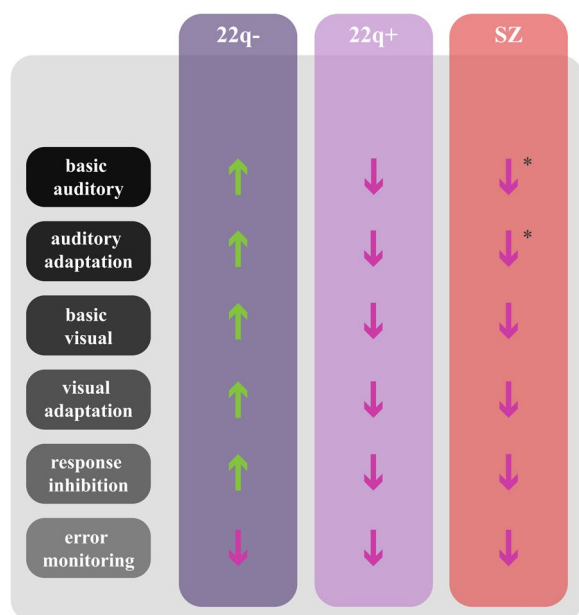 22q- 22q+ SZ
basic
auditory
*
auditory
adaptation
*
basic
visual
visual
adaptation
response
inhibition
error
monitoring